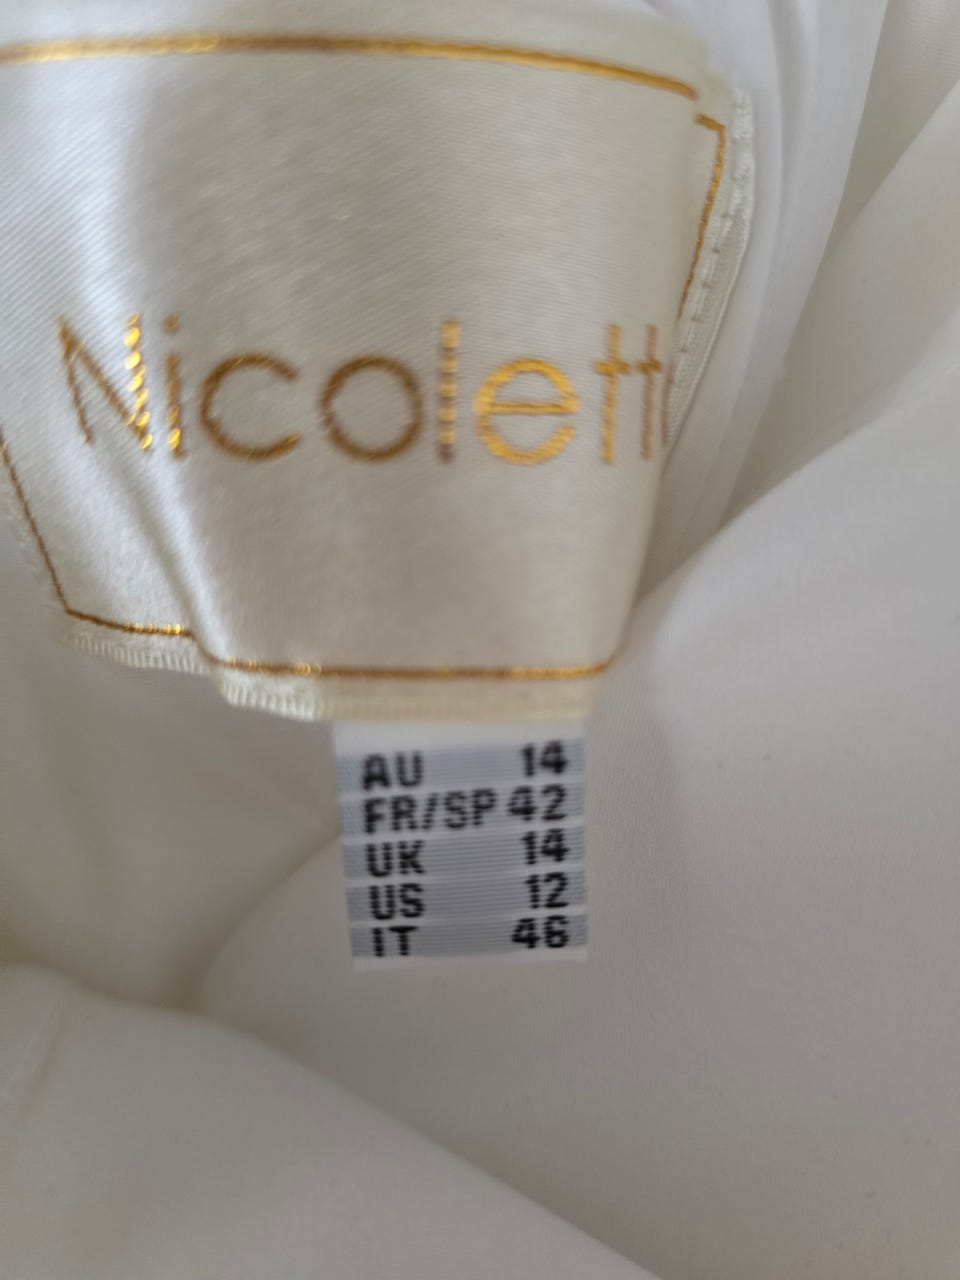 Nicolett
AU 14
FR/SP 42
UK 14
US 12
IT 46